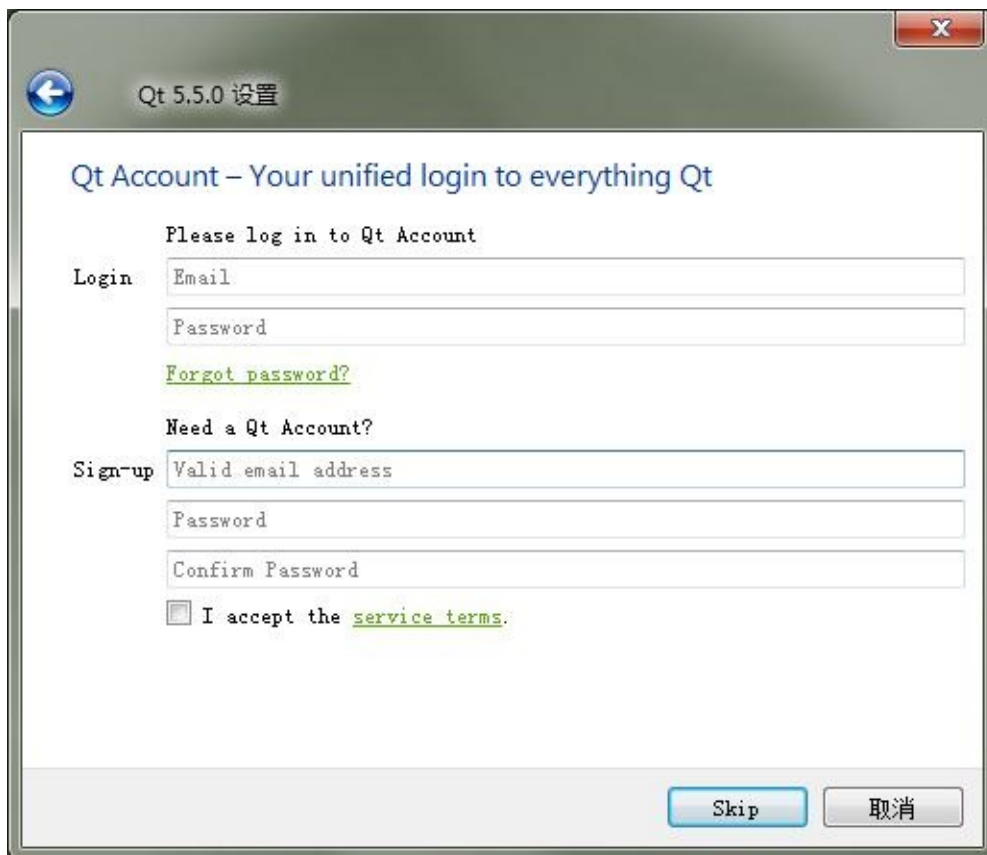 Qt 5.5.0 设置
Qt Account – Your unified login to everything Qt
Please log in to Qt Account
Login Email
Password
Forgot password?
Need a Qt Account?
Sign-up Valid email address
Password
Confirm Password
I accept the service terms.
Skip 取消